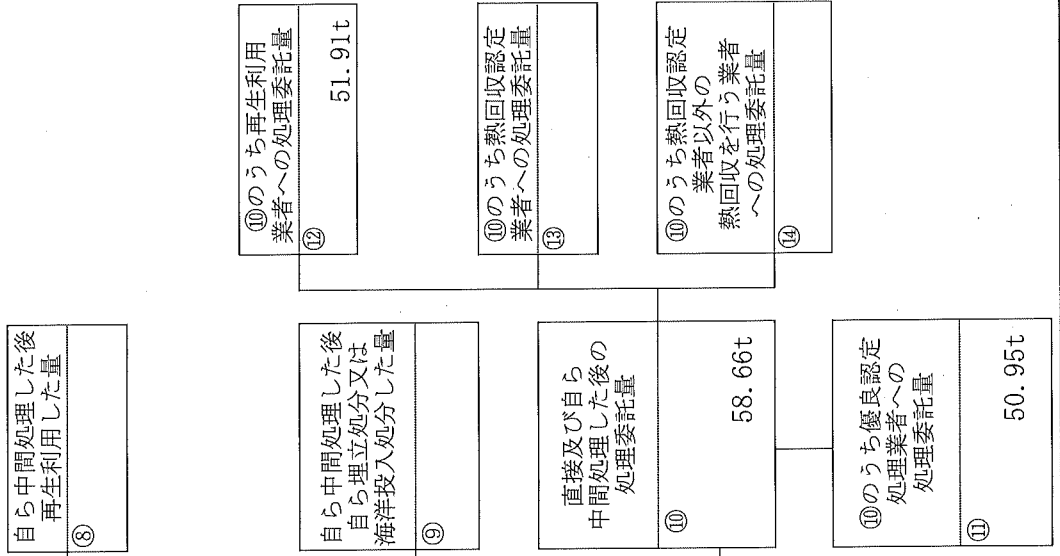 自ら中間処理した後
再生利用した量
⑧
自ら中間処理した後
自ら埋立処分又は
海洋投入処分した量
⑨
直接及び自ら
中間処理した後の
処理委託量
⑩
58.66t
⑩のうち優良認定
処理業者への
処理委託量
⑪
50.95t
⑩のうち再生利用
業者への処理委託量
⑫
51.91t
⑩のうち熱回収認定
業者への処理委託量
⑬
⑩のうち熱回収認定
業者以外の
熱回収を行う業者
への処理委託量
⑭